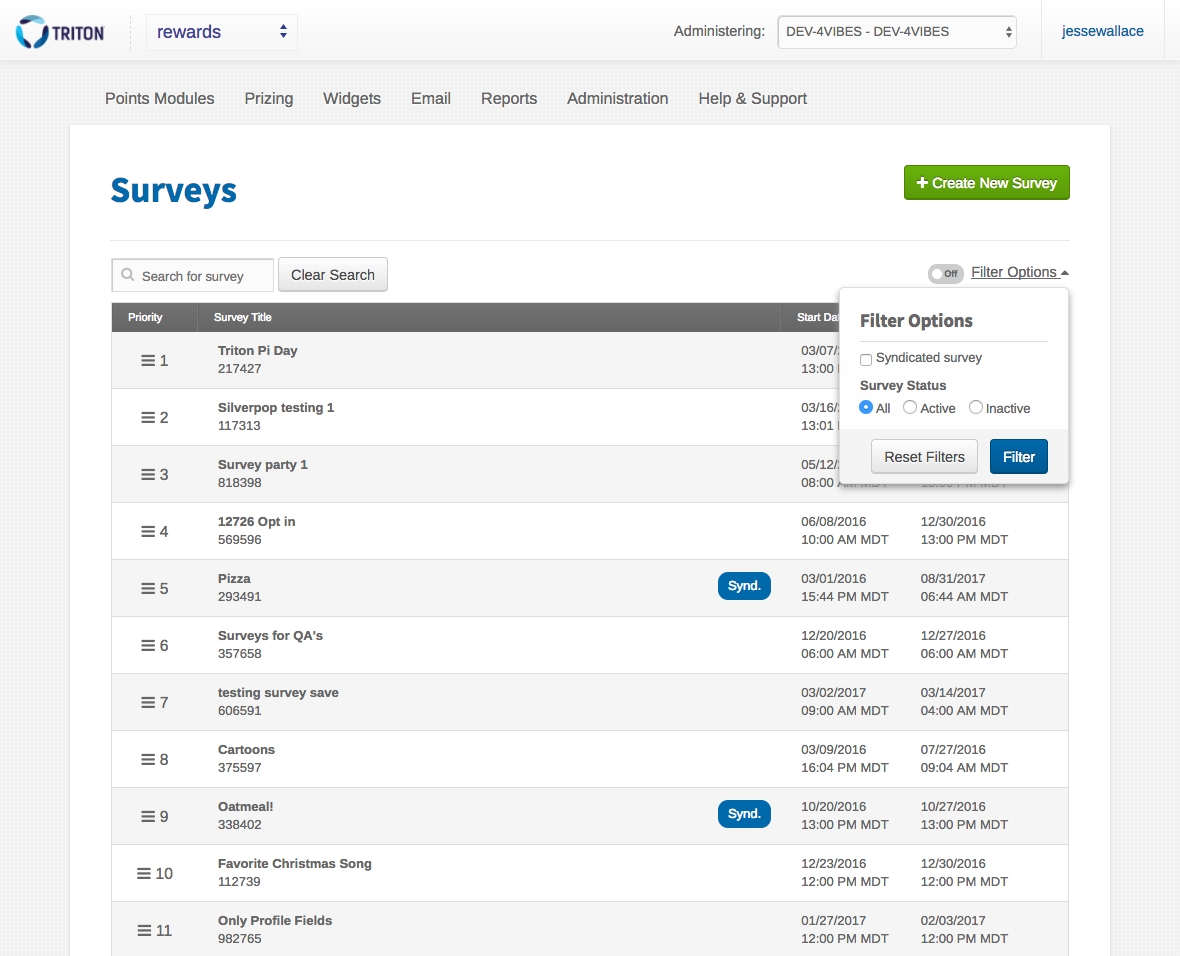 TRITON
rewards
Administering:
DEV-4VIBES - DEV-4VIBES
jessewallace
Points Modules Prizing Widgets Email Reports Administration Help & Support
Surveys
+ Create New Survey
Search for survey
Clear Search
Off
Filter Options
Priority Survey Title Start Da
Filter Options
Syndicated survey
Survey Status
All Active Inactive
Reset Filters Filter
1 Triton Pi Day 03/07/
217427 13:00
2 Silverpop testing 1 03/16/
117313 13:01
3 Survey party 1 05/12/
818398 08:00
4 12726 Opt in 06/08/2016 12/30/2016
569596 10:00 AM MDT 13:00 PM MDT
5 Pizza Synd. 03/01/2016 08/31/2017
293491 15:44 PM MDT 06:44 AM MDT
6 Surveys for QA's 12/20/2016 12/27/2016
357658 06:00 AM MDT 06:00 AM MDT
7 testing survey save 03/02/2017 03/14/2017
606591 09:00 AM MDT 04:00 AM MDT
8 Cartoons 03/09/2016 07/27/2016
375597 16:04 PM MDT 09:04 AM MDT
9 Oatmeal! Synd. 10/20/2016 10/27/2016
338402 13:00 PM MDT 13:00 PM MDT
10 Favorite Christmas Song 12/23/2016 12/30/2016
112739 12:00 PM MDT 12:00 PM MDT
11 Only Profile Fields 01/27/2017 02/03/2017
982765 12:00 PM MDT 12:00 PM MDT